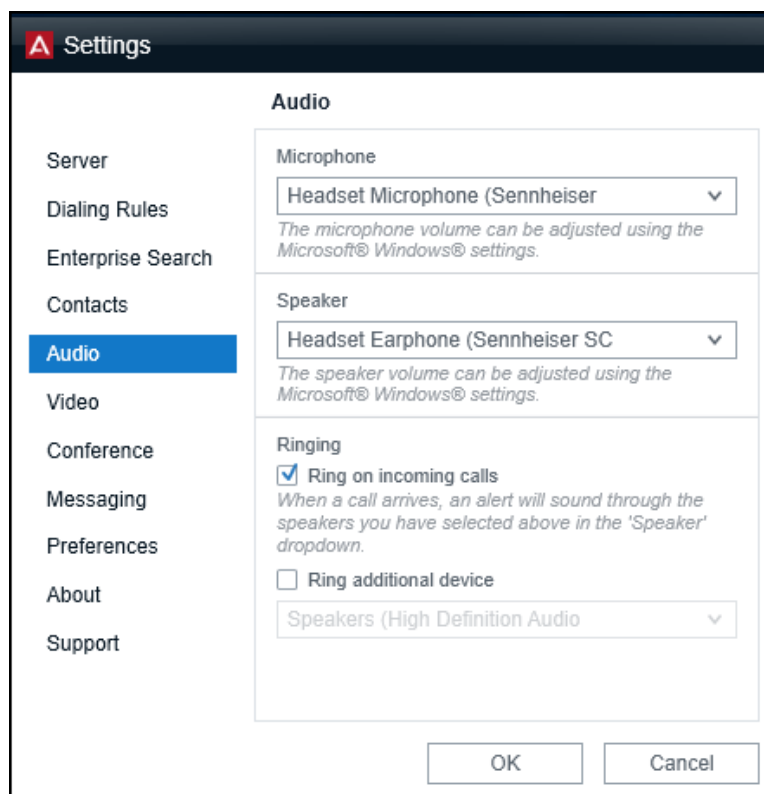 Settings
Audio
Server
Dialing Rules
Enterprise Search
Contacts
Audio
Video
Conference
Messaging
Preferences
About
Support
Microphone
Headset Microphone (Sennheiser
The microphone volume can be adjusted using the
Microsoft® Windows® settings.
Speaker
Headset Earphone (Sennheiser SC
The speaker volume can be adjusted using the
Microsoft® Windows® settings.
Ringing
Ring on incoming calls
When a call arrives, an alert will sound through the
speakers you have selected above in the 'Speaker'
dropdown.
Ring additional device
Speakers (High Definition Audio
OK
Cancel